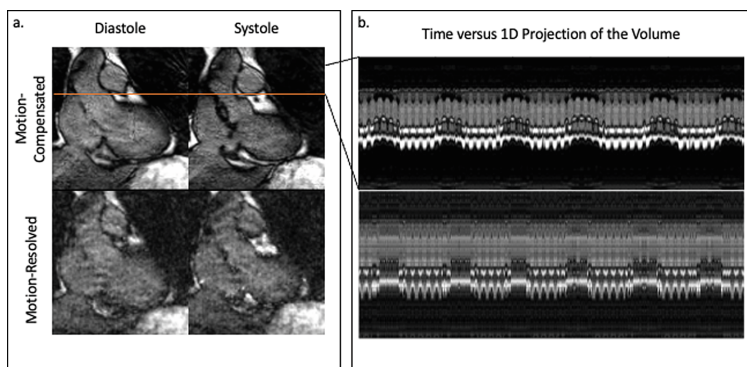 a.
Diastole
Systole
Motion-
Compensated
Motion-Resolved
b.
Time versus 1D Projection of the Volume